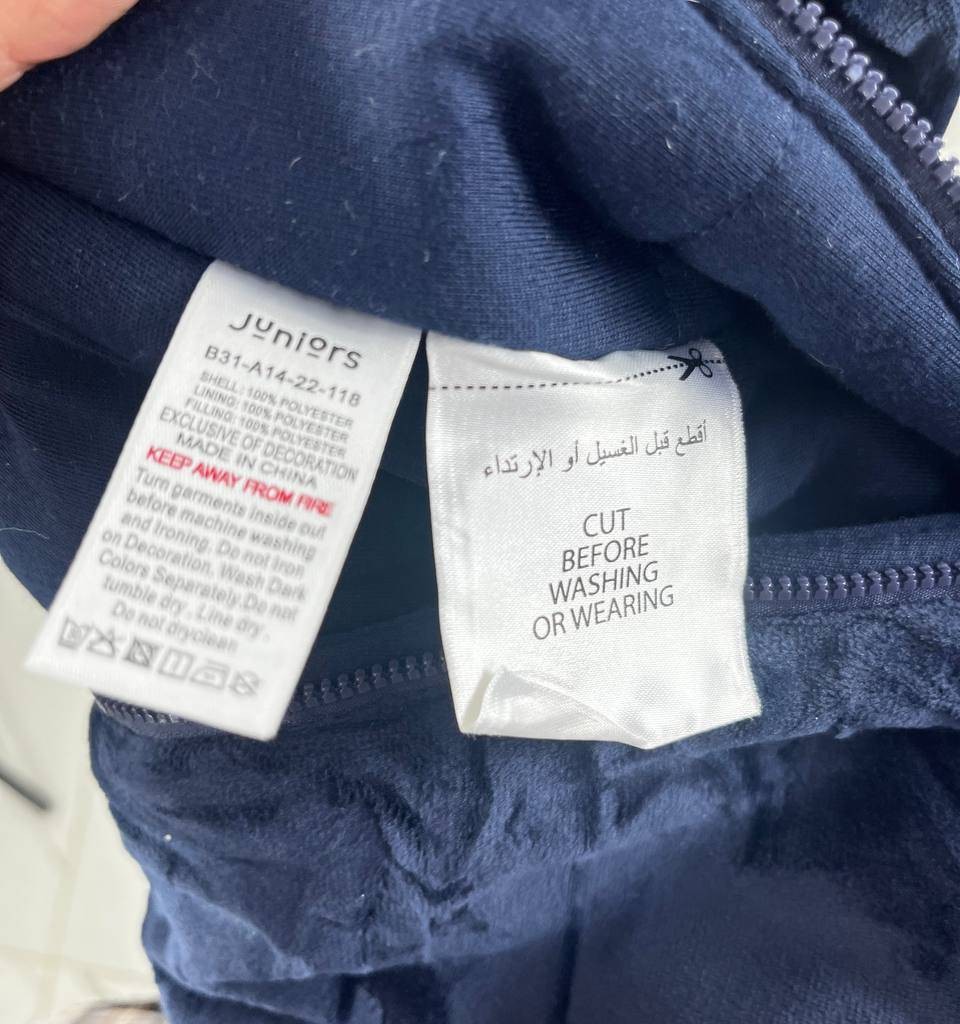 Juniors
B31-A14-22-118
SHELL: 100% POLYESTER
LINING: 100% POLYESTER
FILLING: 100% POLYESTER
EXCLUSIVE OF DECORATION
MADE IN CHINA
KEEP AWAY FROM FIRE
Turn garments inside out
before machine washing
and Ironing. Do not Iron
on Decoration. Wash Dark
Colors Separately.Do not
tumble dry, Line dry,
Do not dryclean
أقطع قبل الغسيل أو الإرتداء
CUT
BEFORE
WASHING
OR WEARING